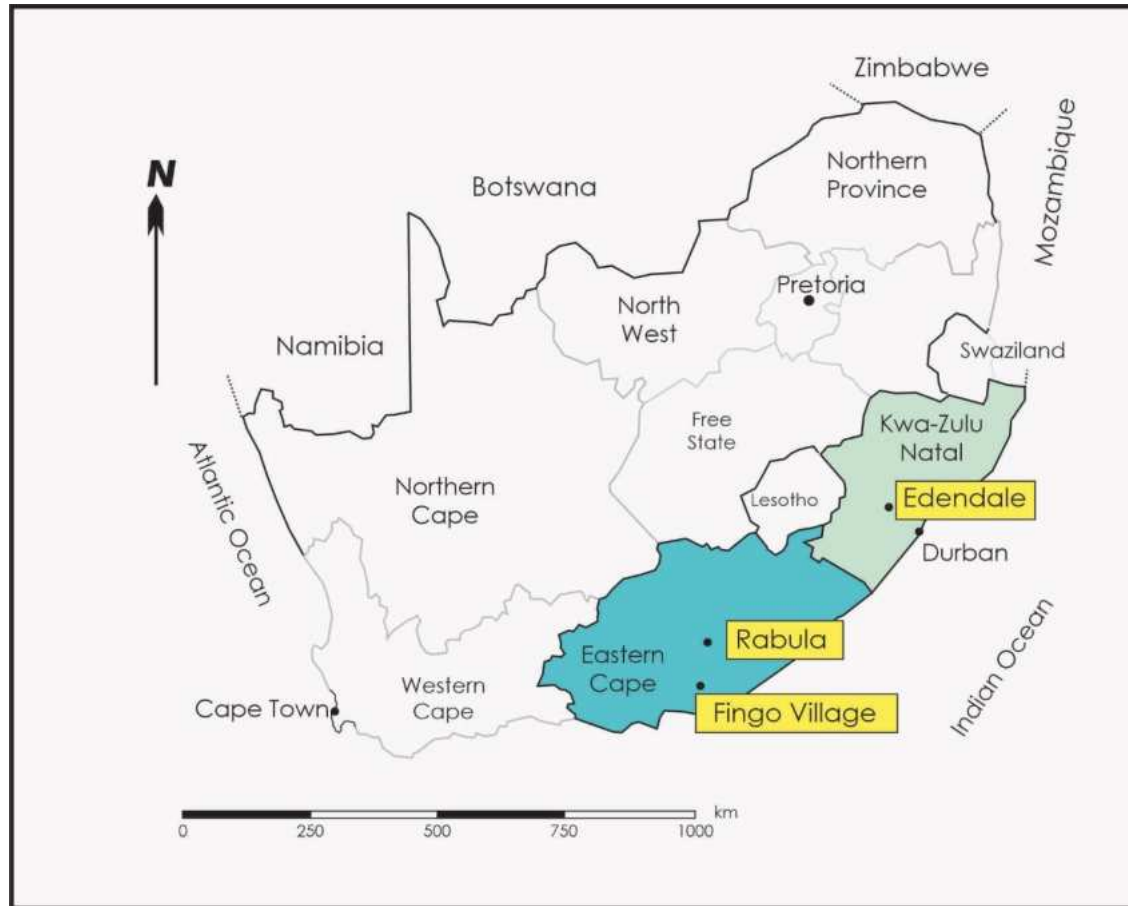 Zimbabwe
Mozambique
N
Botswana
Northern
Province
Pretoria
North
West
Namibia
Swaziland
Free
State
Kwa-Zulu
Natal
Atlantic Ocean
Northern
Cape
Lesotho
Edendale
Durban
Rabula
Eastern
Cape
Indian Ocean
Western
Cape
Cape Town
Fingo Village
km
0 250 500 750 1000